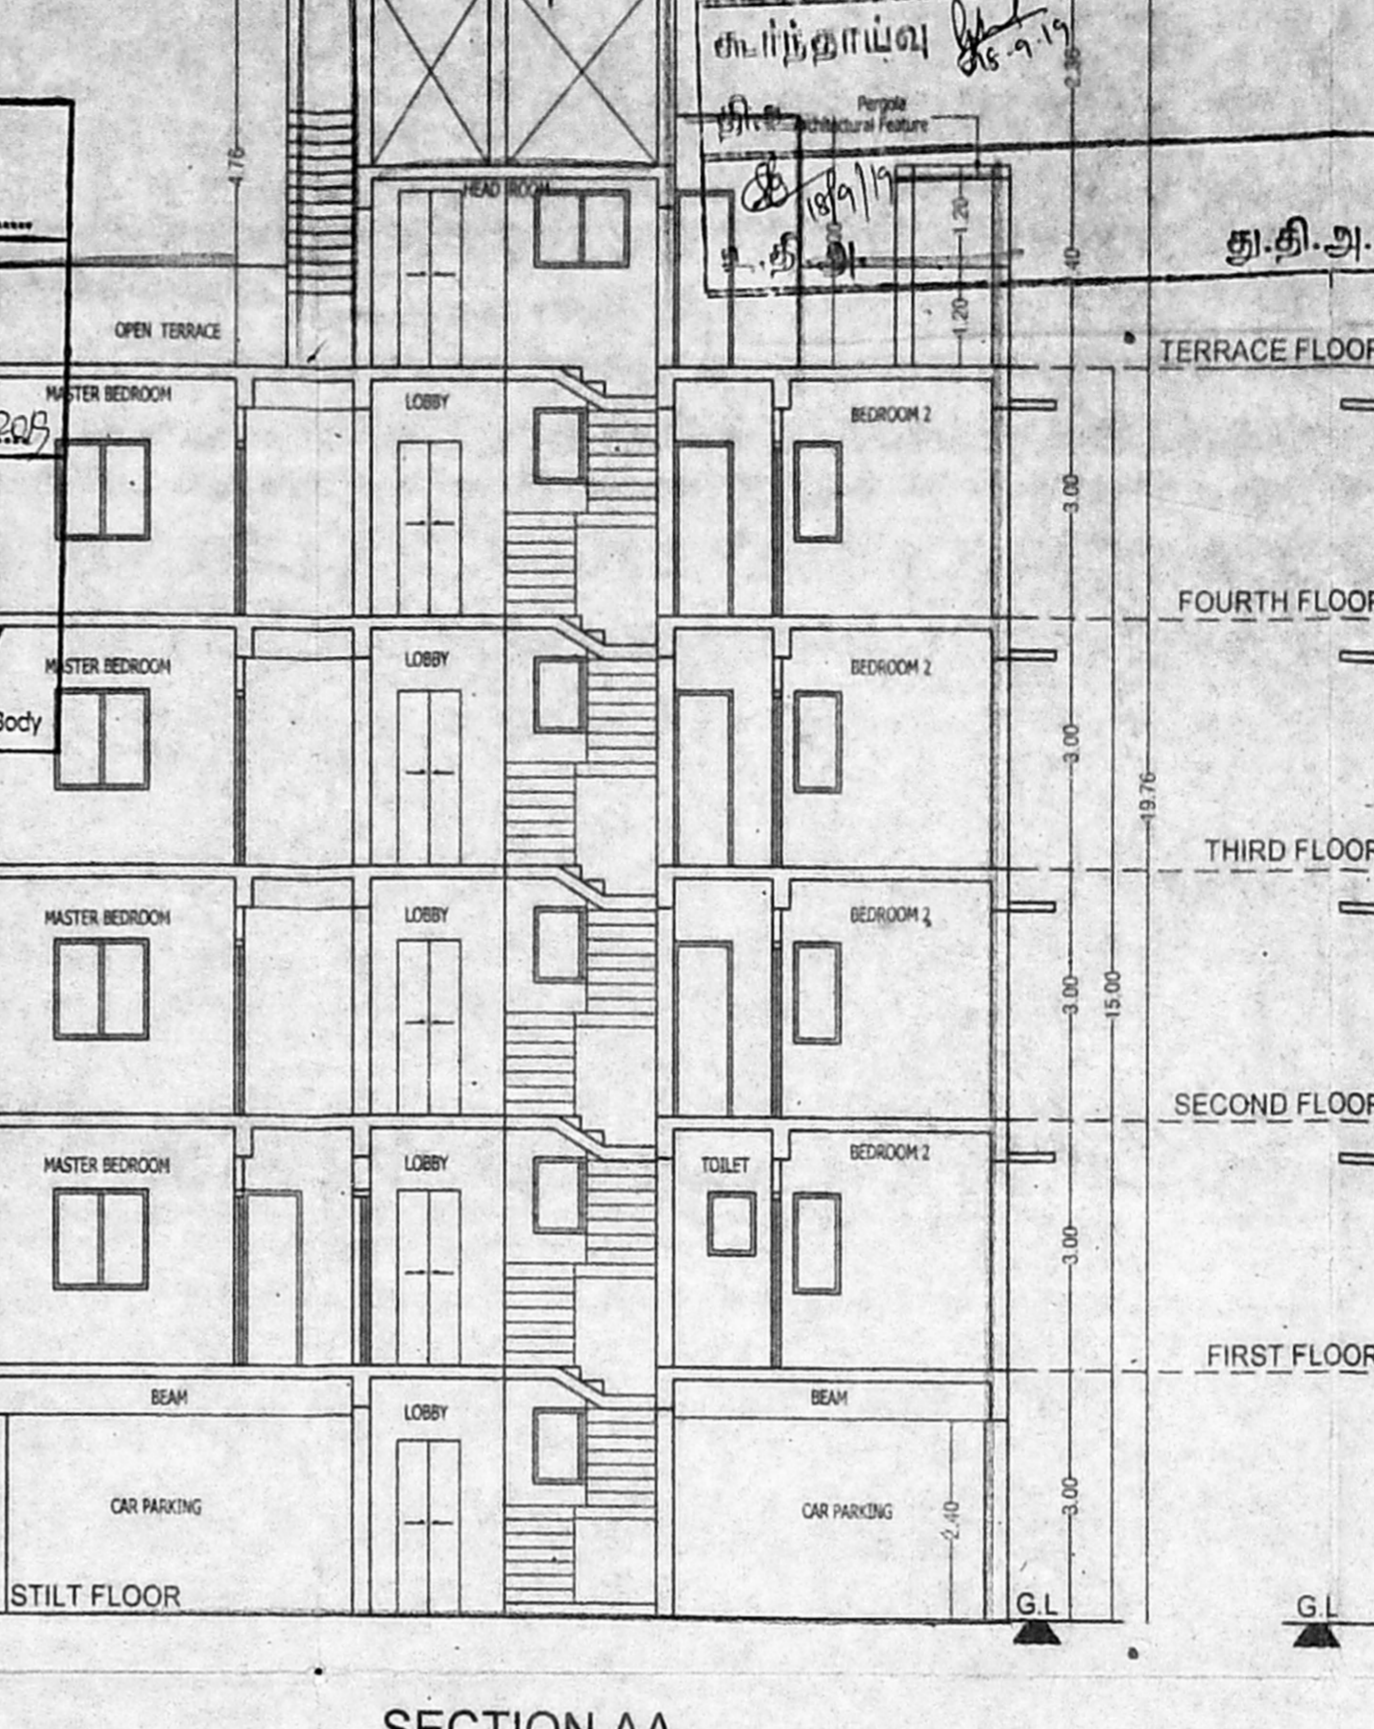 கூர்ந்தாய்வு
18-9-19
Pergola
Architectural Feature
4.76
HEAD ROOM
18/9/19
1.20
.40
து.தி.அ.
OPEN TERRACE
1.20
TERRACE FLOOR
MASTER BEDROOM
LOBBY
BEDROOM 2
3.00
FOURTH FLOOR
MASTER BEDROOM
LOBBY
BEDROOM 2
Body
3.00
19.76
THIRD FLOOR
MASTER BEDROOM
LOBBY
BEDROOM 2
3.00
15.00
SECOND FLOOR
MASTER BEDROOM
LOBBY
TOILET
BEDROOM 2
3.00
FIRST FLOOR
BEAM
LOBBY
BEAM
CAR PARKING
CAR PARKING
2.40
3.00
STILT FLOOR
G.L
G.L
SECTION AA